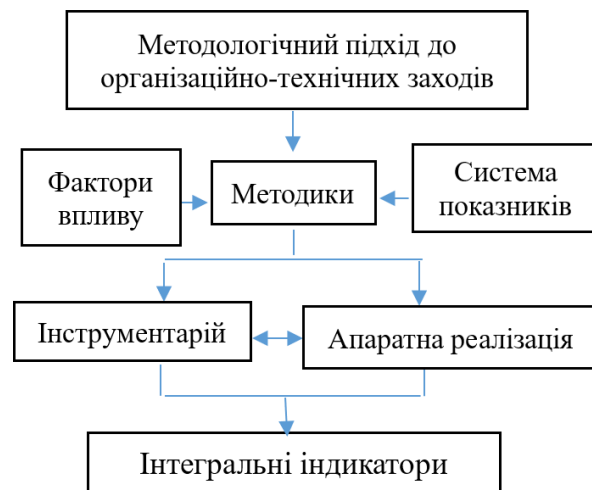 Методологічний підхід до
організаційно-технічних заходів
Фактори
впливу
Методики
Система
показників
Інструментарій
Апаратна реалізація
Інтегральні індикатори